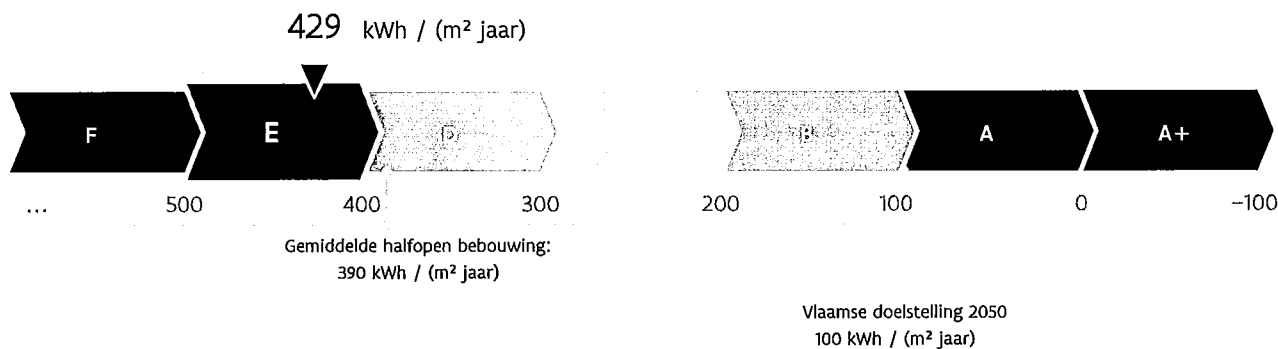 429 kWh / (m² jaar)
F E D B A A+
... 500 400 300 200 100 0 -100
Gemiddelde halfopen bebouwing:
390 kWh / (m² jaar)
Vlaamse doelstelling 2050
100 kWh / (m² jaar)